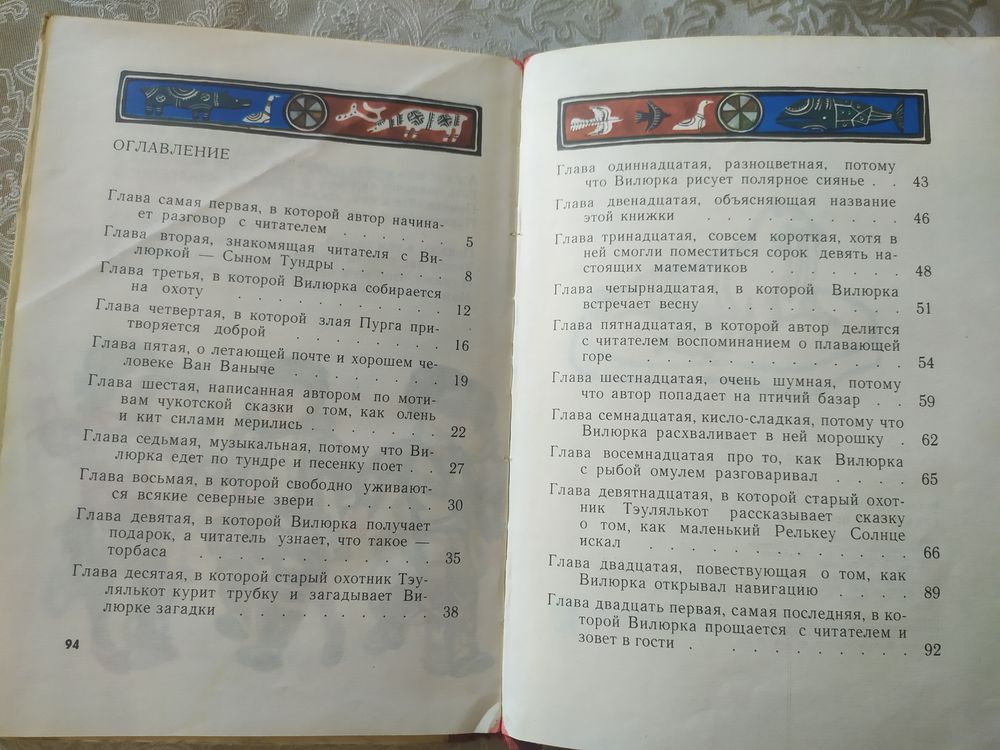 ОГЛАВЛЕНИЕ
Глава самая первая, в которой автор начина-
ет разговор с читателем . . . . . . 5
Глава вторая, знакомящая читателя с Ви-
люркой — Сыном Тундры . . . . . . 8
Глава третья, в которой Вилюрка собирается
на охоту . . . . . . . . . . 12
Глава четвертая, в которой злая Пурга при-
творяется доброй . . . . . . . . 16
Глава пятая, о летающей почте и хорошем че-
ловеке Ван Ваныче . . . . . . . . 19
Глава шестая, написанная автором по моти-
вам чукотской сказки о том, как олень
и кит силами мерились . . . . . . 22
Глава седьмая, музыкальная, потому что Ви-
люрка едет по тундре и песенку поет . . 27
Глава восьмая, в которой свободно уживают-
ся всякие северные звери . . . . . 30
Глава девятая, в которой Вилюрка получает
подарок, а читатель узнает, что такое —
торбаса . . . . . . . . . . 35
Глава десятая, в которой старый охотник Тэу-
лялькот курит трубку и загадывает Ви-
люрке загадки . . . . . . . . 38
94
Глава одиннадцатая, разноцветная, потому
что Вилюрка рисует полярное сиянье . . 43
Глава двенадцатая, объясняющая название
этой книжки . . . . . . . . 46
Глава тринадцатая, совсем короткая, хотя в
ней смогли поместиться сорок девять на-
стоящих математиков . . . . . . 48
Глава четырнадцатая, в которой Вилюрка
встречает весну . . . . . . . . 51
Глава пятнадцатая, в которой автор делится
с читателем воспоминанием о плавающей
горе . . . . . . . . . . 54
Глава шестнадцатая, очень шумная, потому
что автор попадает на птичий базар . . 59
Глава семнадцатая, кисло-сладкая, потому что
Вилюрка расхваливает в ней морошку . 62
Глава восемнадцатая про то, как Вилюрка
с рыбой омулем разговаривал . . . . 65
Глава девятнадцатая, в которой старый охот-
ник Тэулялькот рассказывает сказку
о том, как маленький Релькеу Солнце
искал . . . . . . . . . . 66
Глава двадцатая, повествующая о том, как
Вилюрка открывал навигацию . . . . 89
Глава двадцать первая, самая последняя, в ко-
торой Вилюрка прощается с читателем и
зовет в гости . . . . . . . . . 92